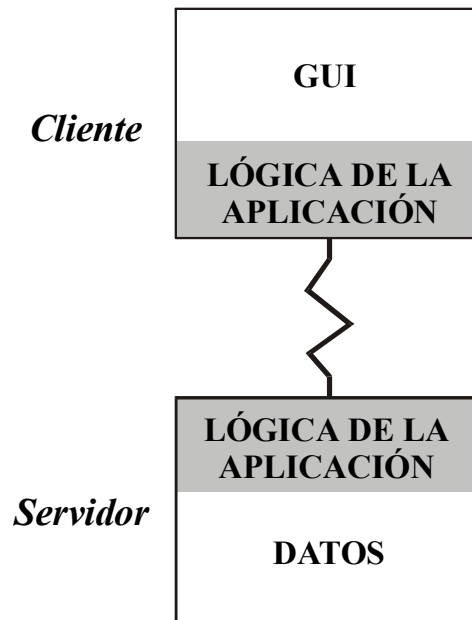 GUI
Cliente
LÓGICA DE LA
APLICACIÓN
LÓGICA DE LA
APLICACIÓN
Servidor
DATOS